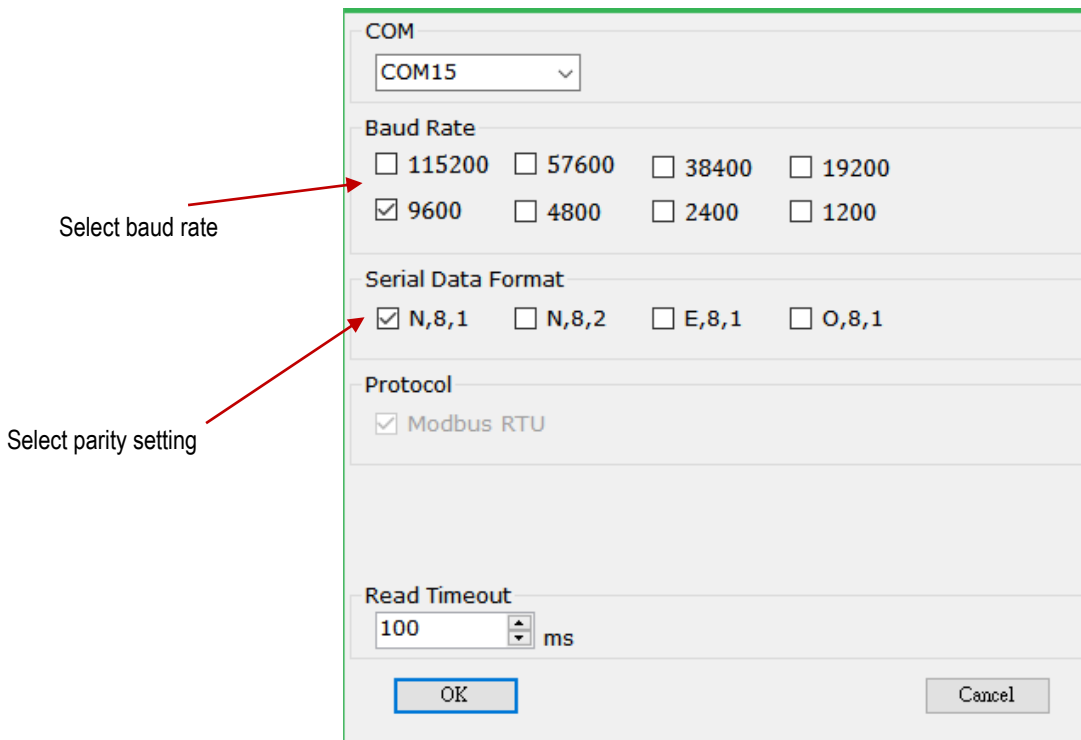 COM
COM15
Baud Rate
115200 57600 38400 19200
9600 4800 2400 1200
Select baud rate
Serial Data Format
N,8,1 N,8,2 E,8,1 O,8,1
Protocol
Modbus RTU
Select parity setting
Read Timeout
100 ms
OK Cancel